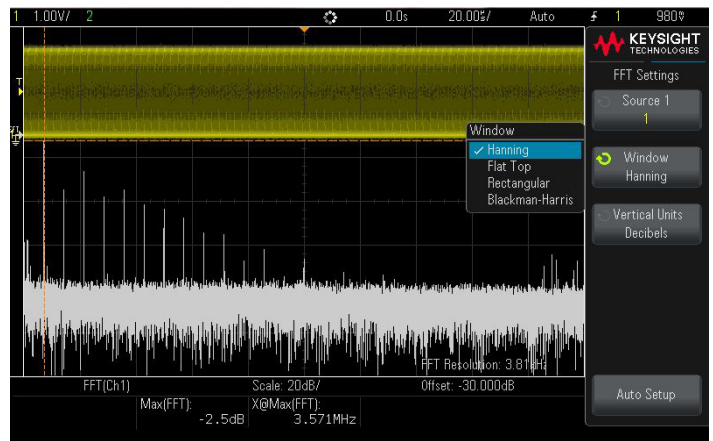 1 1.00V/ 2 0.0s 20.00µ/ Auto 1 980V
KEYSIGHT
TECHNOLOGIES
FFT Settings
Source 1
1
T
Window
✓ Hanning
Flat Top
Rectangular
Blackman-Harris
Window
Hanning
Vertical Units
Decibels
FFT Resolution: 3.81kHz
FFT(Ch1) Scale: 20dB/ Offset: -30.000dB
Auto Setup
Max(FFT): X@Max(FFT):
-2.5dB 3.571MHz